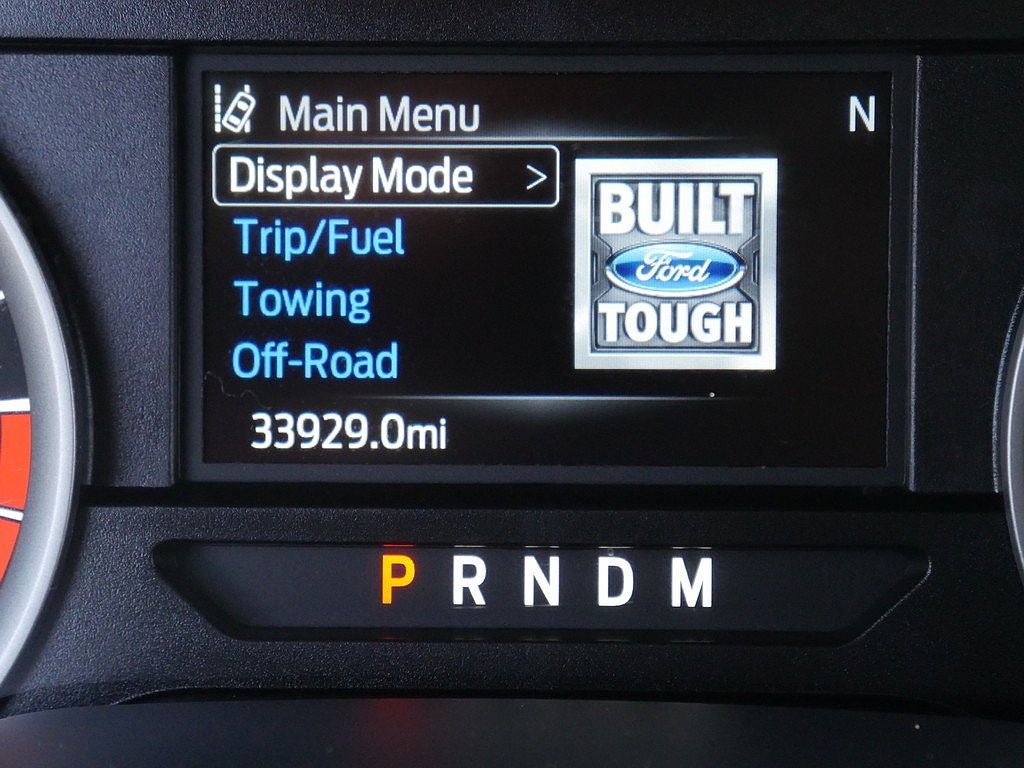 Main Menu N
Display Mode >
Trip/Fuel
Towing
Off-Road
BUILT
Ford
TOUGH
33929.0mi
P R N D M